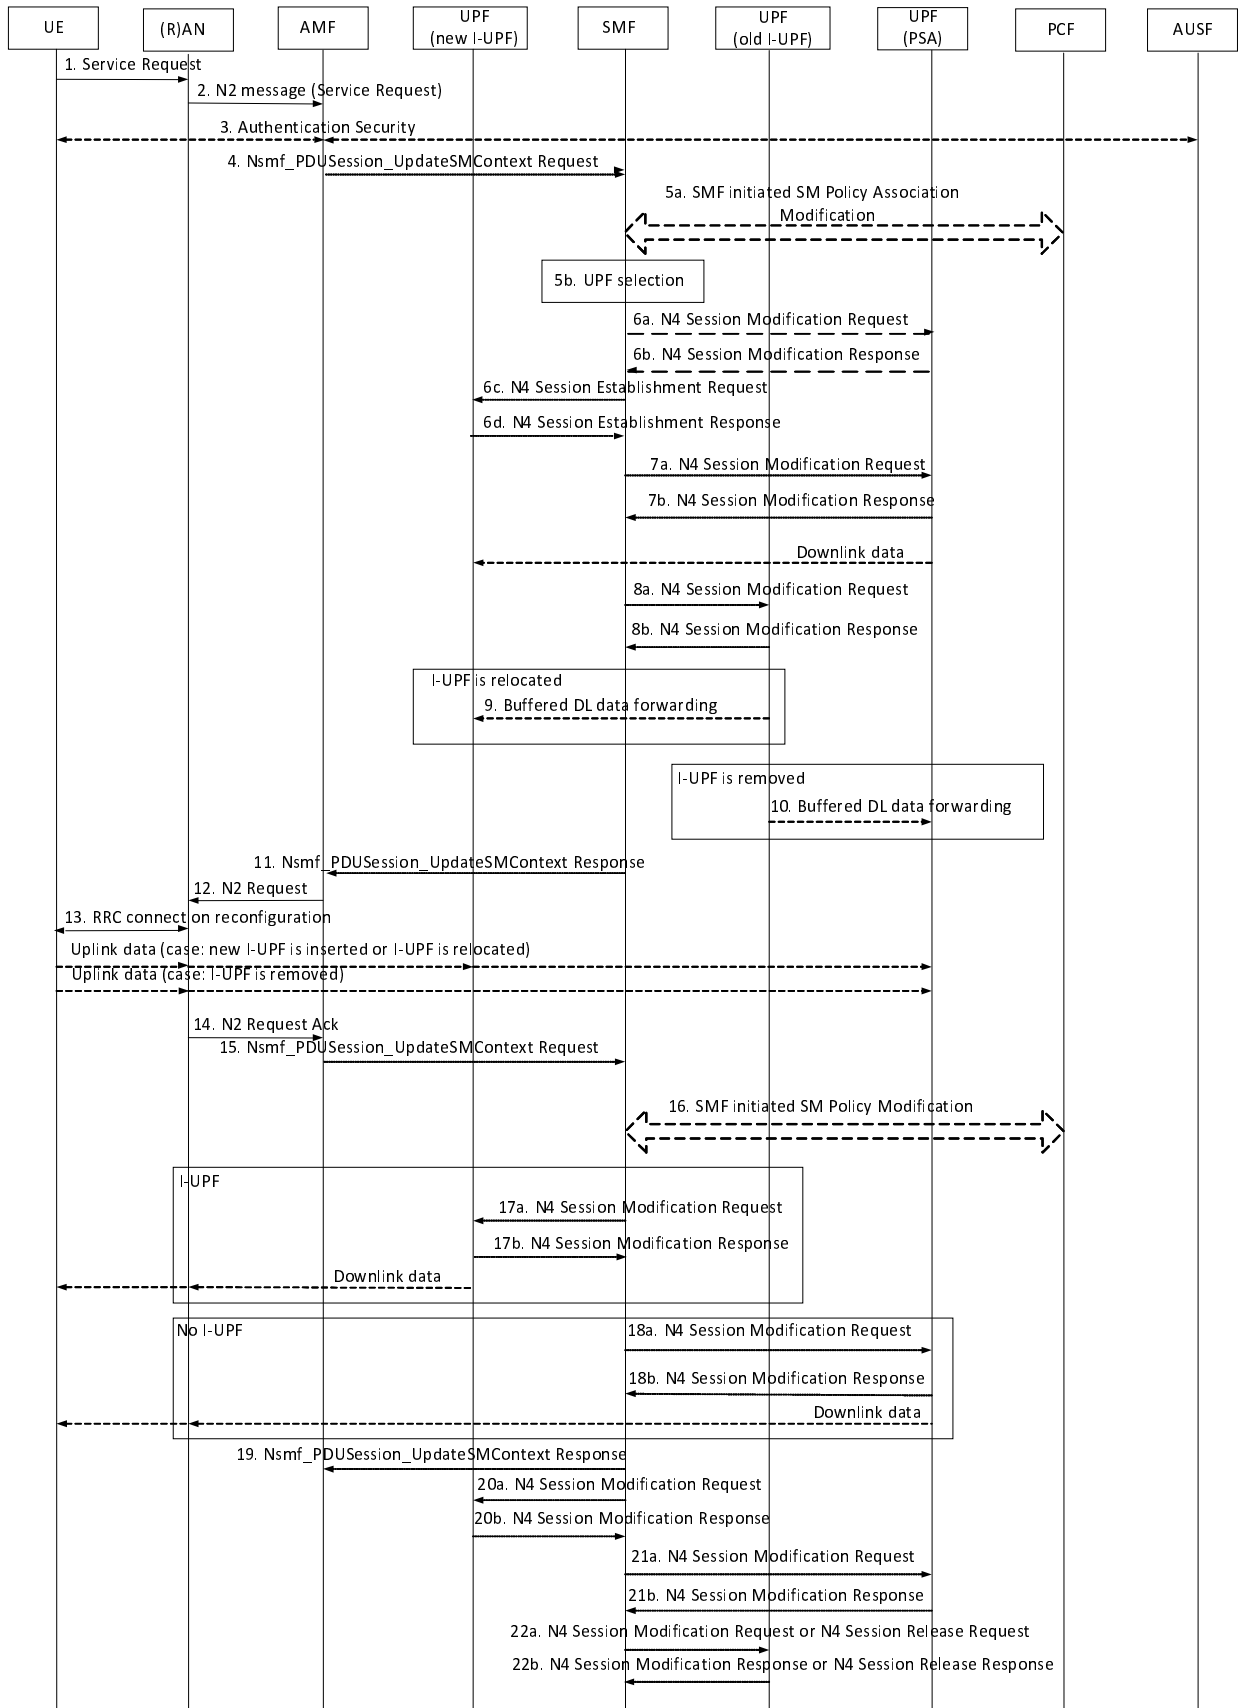 UE
(R)AN
AMF
UPF
(new I-UPF)
SMF
UPF
(old I-UPF)
UPF
(PSA)
PCF
AUSF
1. Service Request
2. N2 message (Service Request)
3. Authentication Security
4. Nsmf_PDUSession_UpdateSMContext Request
5a. SMF initiated SM Policy Association
Modification
5b. UPF selection
6a. N4 Session Modification Request
6b. N4 Session Modification Response
6c. N4 Session Establishment Request
6d. N4 Session Establishment Response
7a. N4 Session Modification Request
7b. N4 Session Modification Response
Downlink data
8a. N4 Session Modification Request
8b. N4 Session Modification Response
I-UPF is relocated
9. Buffered DL data forwarding
I-UPF is removed
10. Buffered DL data forwarding
11. Nsmf_PDUSession_UpdateSMContext Response
12. N2 Request
13. RRC connection reconfiguration
Uplink data (case: new I-UPF is inserted or I-UPF is relocated)
Uplink data (case: I-UPF is removed)
14. N2 Request Ack
15. Nsmf_PDUSession_UpdateSMContext Request
16. SMF initiated SM Policy Modification
I-UPF
17a. N4 Session Modification Request
17b. N4 Session Modification Response
Downlink data
No I-UPF
18a. N4 Session Modification Request
18b. N4 Session Modification Response
Downlink data
19. Nsmf_PDUSession_UpdateSMContext Response
20a. N4 Session Modification Request
20b. N4 Session Modification Response
21a. N4 Session Modification Request
21b. N4 Session Modification Response
22a. N4 Session Modification Request or N4 Session Release Request
22b. N4 Session Modification Response or N4 Session Release Response